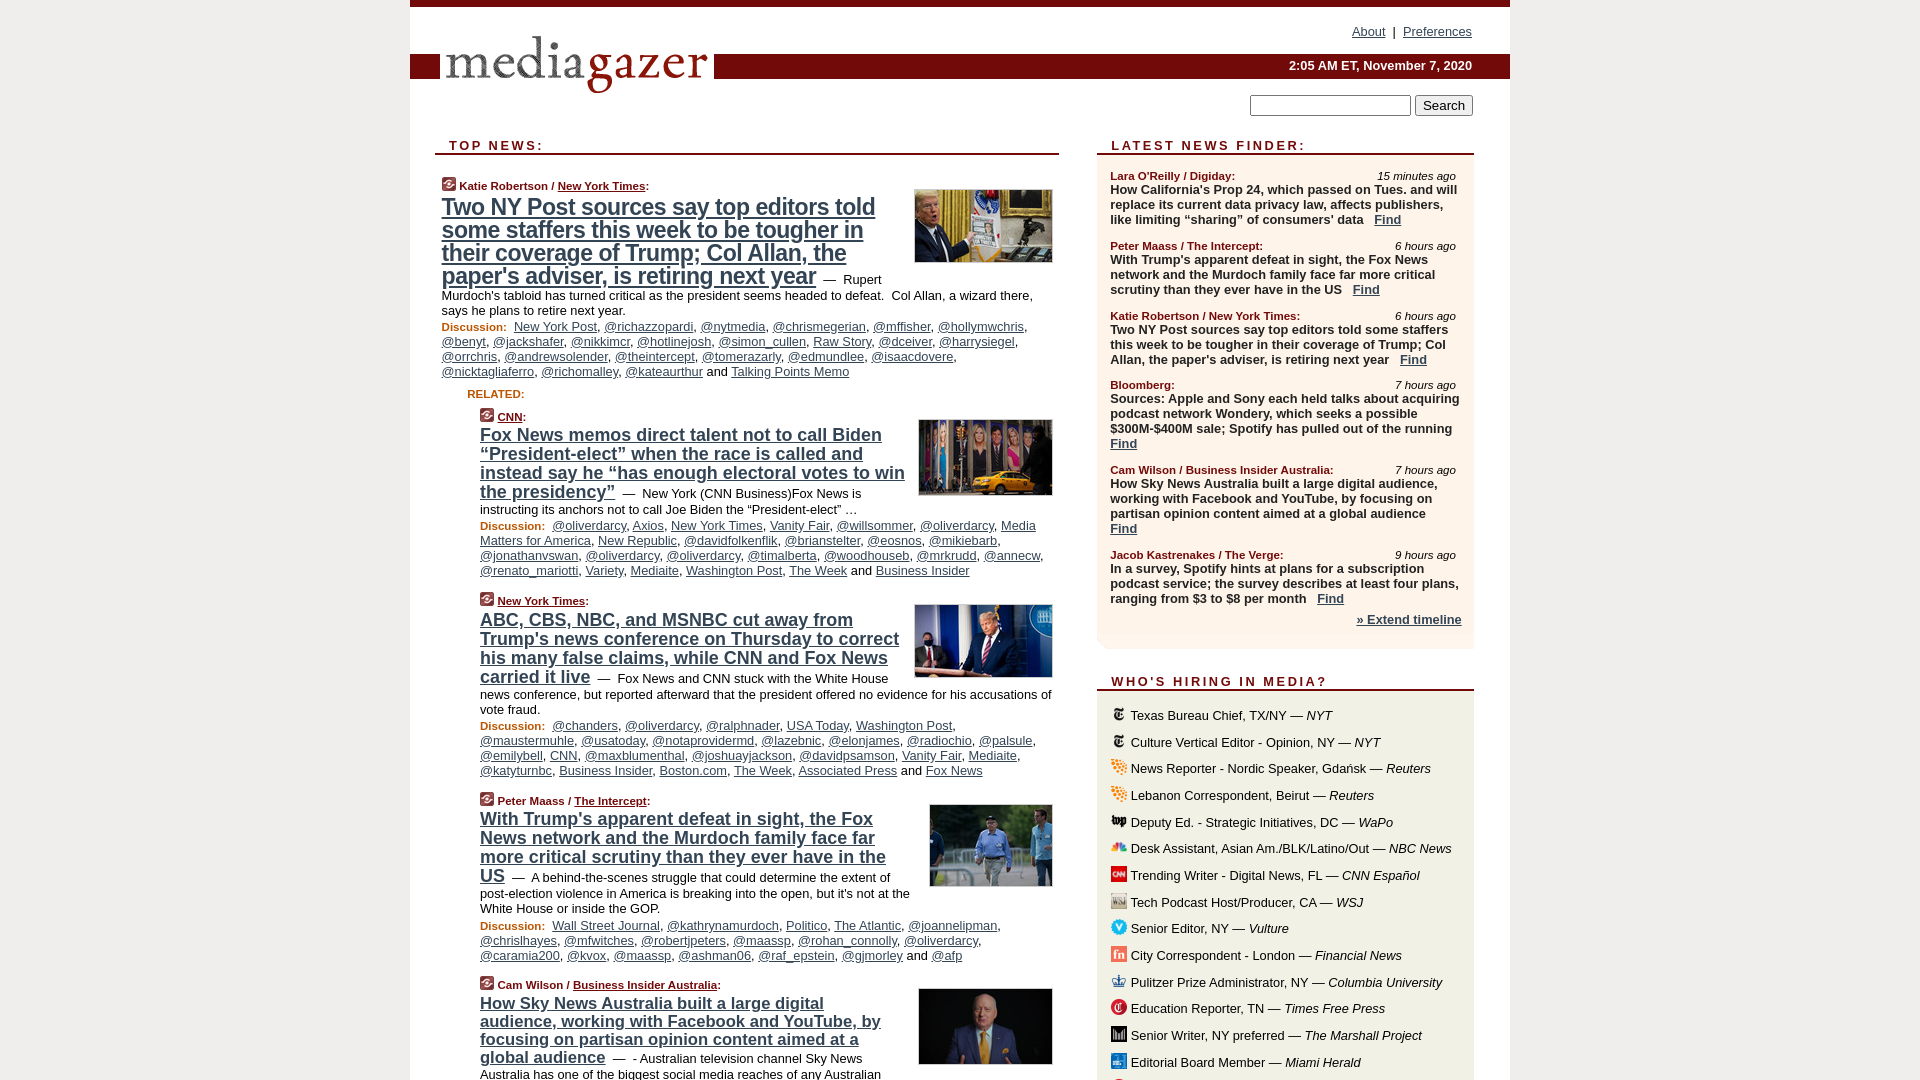 About | Preferences
mediagazer
2:05 AM ET, November 7, 2020
Search
TOP NEWS:
Katie Robertson / New York Times:
Two NY Post sources say top editors told
some staffers this week to be tougher in
their coverage of Trump; Col Allan, the
paper's adviser, is retiring next year — Rupert
Murdoch's tabloid has turned critical as the president seems headed to defeat. Col Allan, a wizard there,
says he plans to retire next year.
Discussion: New York Post, @richazzopardi, @nytmedia, @chrismegerian, @mffisher, @hollymwchris,
@benyt, @jackshafer, @nikkimcr, @hotlinejosh, @simon_cullen, Raw Story, @dceiver, @harrysiegel,
@orrchris, @andrewsolender, @theintercept, @tomerazarly, @edmundlee, @isaacdovere,
@nicktagliaferro, @richomalley, @kateaurthur and Talking Points Memo
RELATED:
CNN:
Fox News memos direct talent not to call Biden
“President-elect” when the race is called and
instead say he “has enough electoral votes to win
the presidency” — New York (CNN Business)Fox News is
instructing its anchors not to call Joe Biden the “President-elect” …
Discussion: @oliverdarcy, Axios, New York Times, Vanity Fair, @willsommer, @oliverdarcy, Media
Matters for America, New Republic, @davidfolkenflik, @brianstelter, @eosnos, @mikiebarb,
@jonathanvswan, @oliverdarcy, @oliverdarcy, @timalberta, @woodhouseb, @mrkrudd, @annecw,
@renato_mariotti, Variety, Mediaite, Washington Post, The Week and Business Insider
New York Times:
ABC, CBS, NBC, and MSNBC cut away from
Trump's news conference on Thursday to correct
his many false claims, while CNN and Fox News
carried it live — Fox News and CNN stuck with the White House
news conference, but reported afterward that the president offered no evidence for his accusations of
vote fraud.
Discussion: @chanders, @oliverdarcy, @ralphnader, USA Today, Washington Post,
@maustermuhle, @usatoday, @notaprovidermd, @lazebnic, @elonjames, @radiochio, @palsule,
@emilybell, CNN, @maxblumenthal, @joshuayjackson, @davidpsamson, Vanity Fair, Mediaite,
@katyturnbc, Business Insider, Boston.com, The Week, Associated Press and Fox News
Peter Maass / The Intercept:
With Trump's apparent defeat in sight, the Fox
News network and the Murdoch family face far
more critical scrutiny than they ever have in the
US — A behind-the-scenes struggle that could determine the extent of
post-election violence in America is breaking into the open, but it's not at the
White House or inside the GOP.
Discussion: Wall Street Journal, @kathrynamurdoch, Politico, The Atlantic, @joannelipman,
@chrislhayes, @mfwitches, @robertjpeters, @maassp, @rohan_connolly, @oliverdarcy,
@caramia200, @kvox, @maassp, @ashman06, @raf_epstein, @gjmorley and @afp
Cam Wilson / Business Insider Australia:
How Sky News Australia built a large digital
audience, working with Facebook and YouTube, by
focusing on partisan opinion content aimed at a
global audience — - Australian television channel Sky News
Australia has one of the biggest social media reaches of any Australian
LATEST NEWS FINDER:
Lara O'Reilly / Digiday: 15 minutes ago
How California's Prop 24, which passed on Tues. and will
replace its current data privacy law, affects publishers,
like limiting “sharing” of consumers' data Find
Peter Maass / The Intercept: 6 hours ago
With Trump's apparent defeat in sight, the Fox News
network and the Murdoch family face far more critical
scrutiny than they ever have in the US Find
Katie Robertson / New York Times: 6 hours ago
Two NY Post sources say top editors told some staffers
this week to be tougher in their coverage of Trump; Col
Allan, the paper's adviser, is retiring next year Find
Bloomberg: 7 hours ago
Sources: Apple and Sony each held talks about acquiring
podcast network Wondery, which seeks a possible
$300M-$400M sale; Spotify has pulled out of the running
Find
Cam Wilson / Business Insider Australia: 7 hours ago
How Sky News Australia built a large digital audience,
working with Facebook and YouTube, by focusing on
partisan opinion content aimed at a global audience
Find
Jacob Kastrenakes / The Verge: 9 hours ago
In a survey, Spotify hints at plans for a subscription
podcast service; the survey describes at least four plans,
ranging from $3 to $8 per month Find
» Extend timeline
WHO'S HIRING IN MEDIA?
Texas Bureau Chief, TX/NY — NYT
Culture Vertical Editor - Opinion, NY — NYT
News Reporter - Nordic Speaker, Gdańsk — Reuters
Lebanon Correspondent, Beirut — Reuters
Deputy Ed. - Strategic Initiatives, DC — WaPo
Desk Assistant, Asian Am./BLK/Latino/Out — NBC News
Trending Writer - Digital News, FL — CNN Español
Tech Podcast Host/Producer, CA — WSJ
Senior Editor, NY — Vulture
City Correspondent - London — Financial News
Pulitzer Prize Administrator, NY — Columbia University
Education Reporter, TN — Times Free Press
Senior Writer, NY preferred — The Marshall Project
Editorial Board Member — Miami Herald